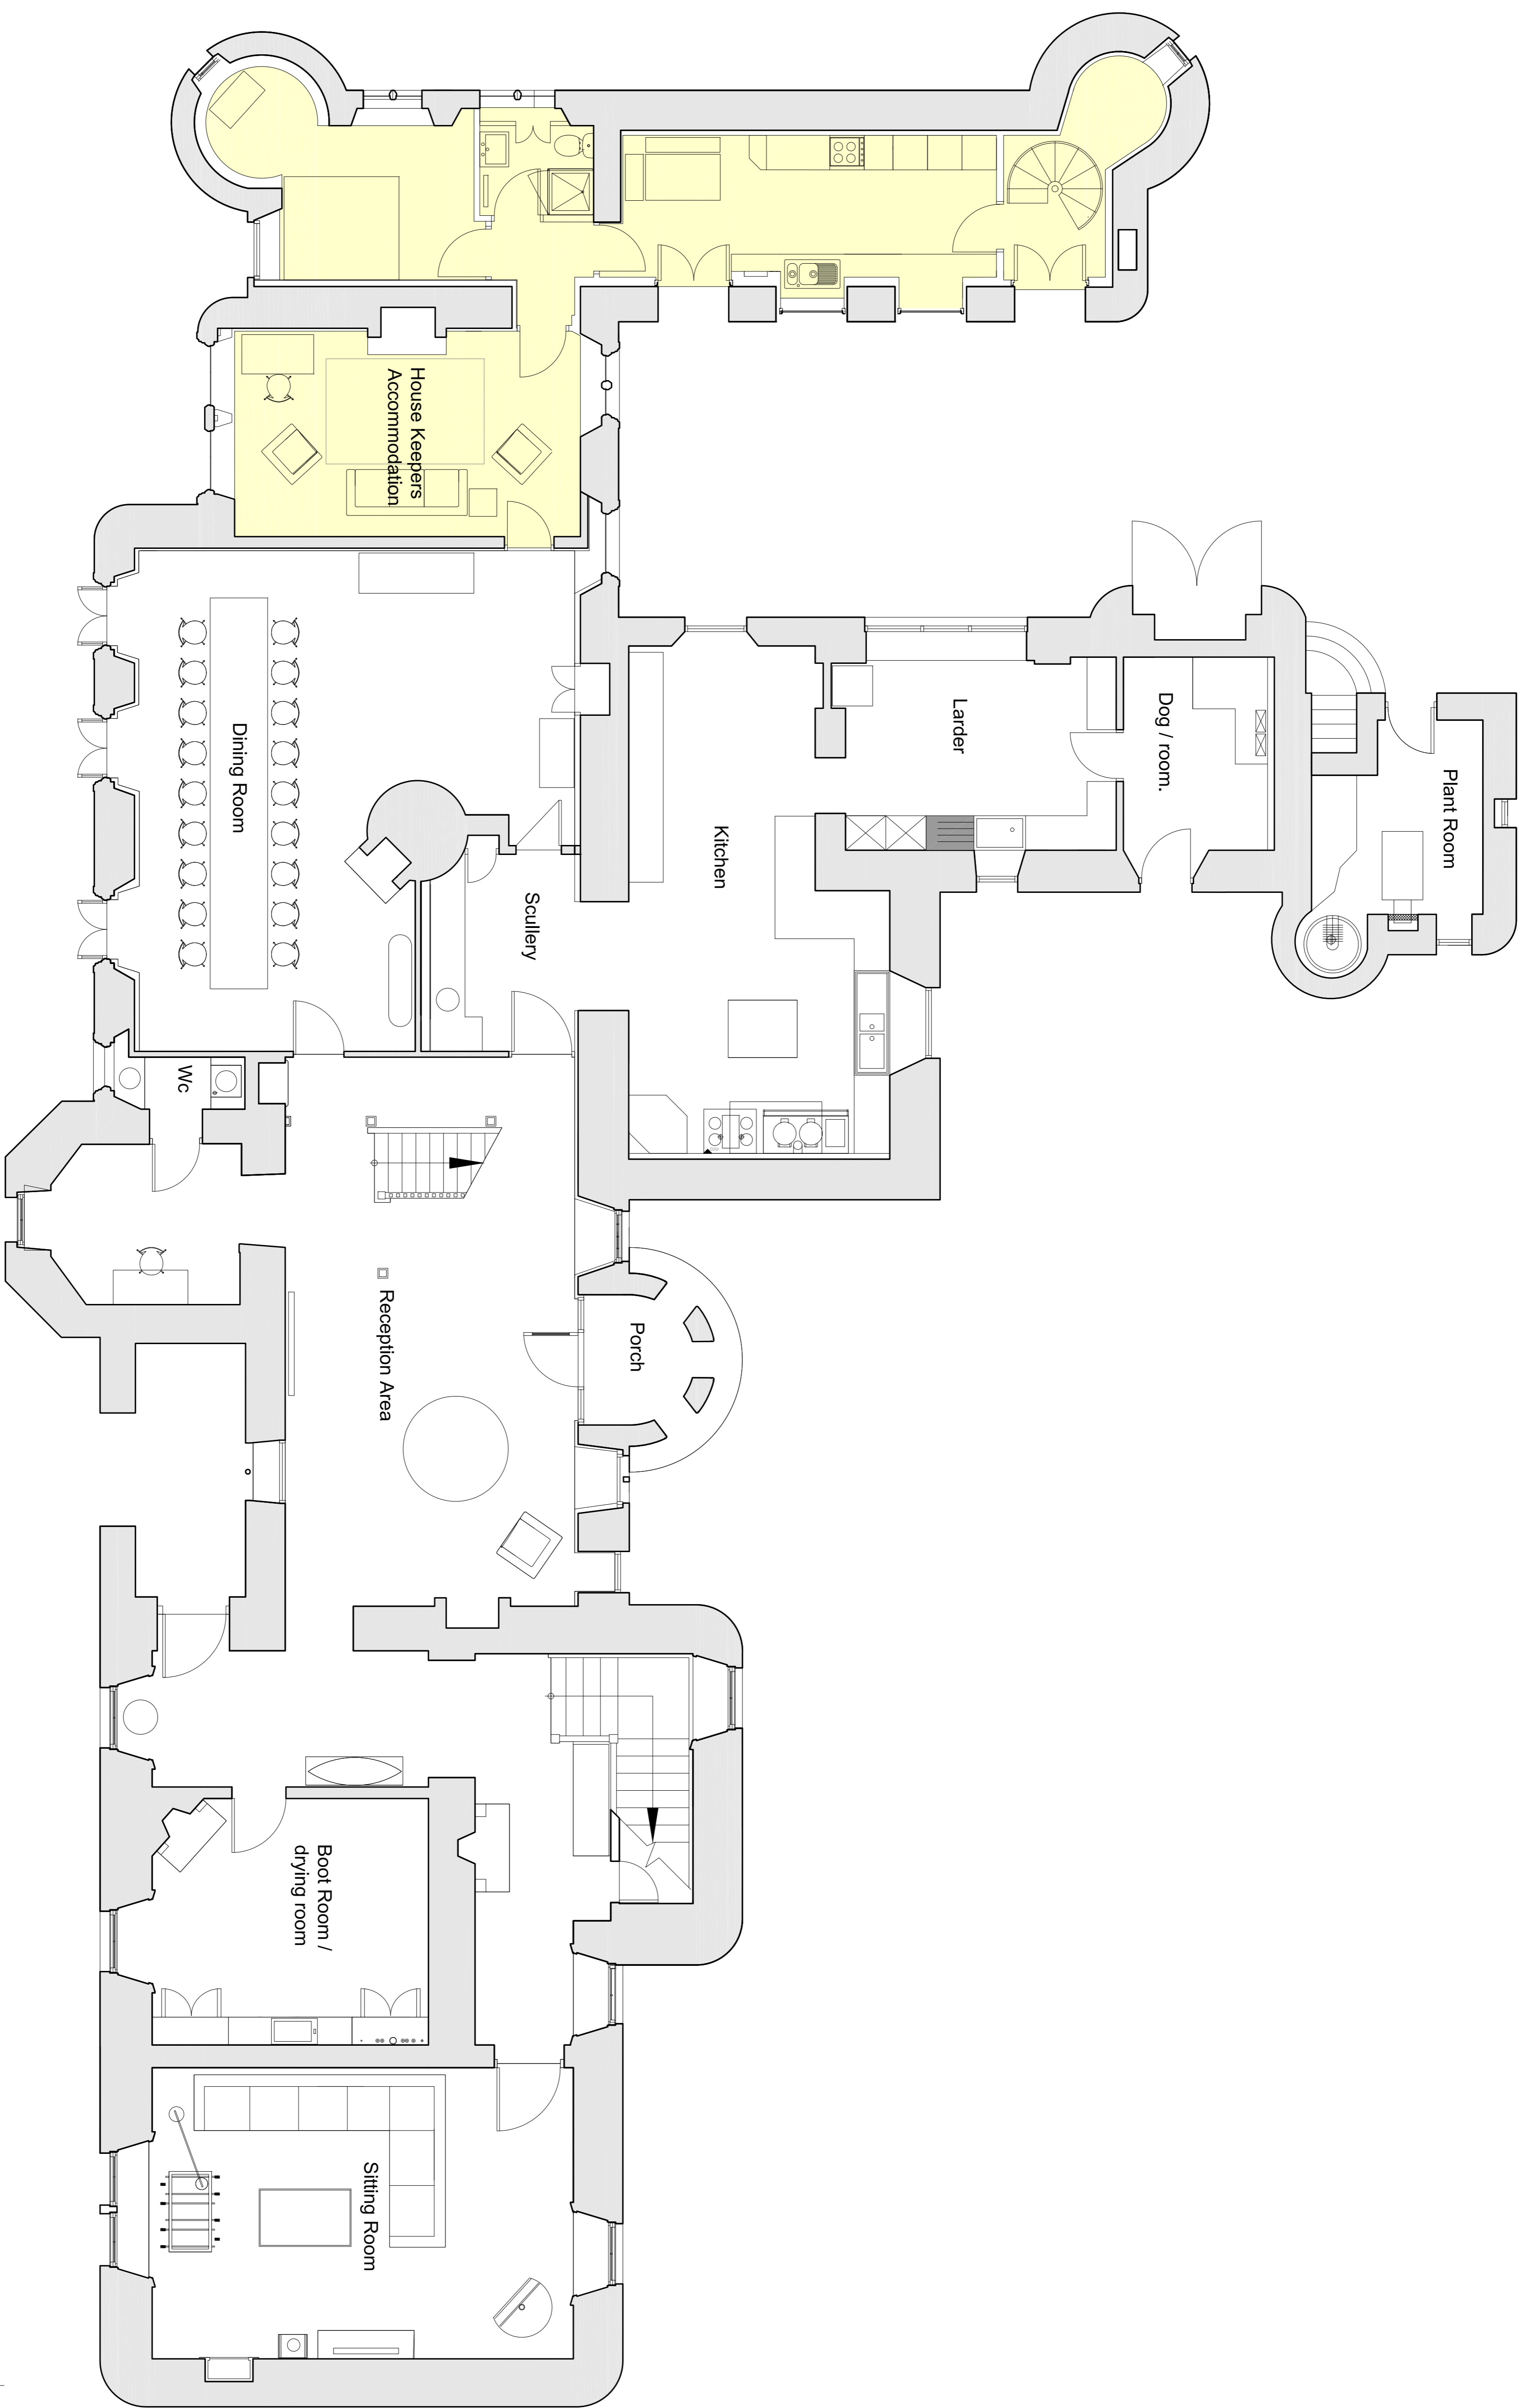 House Keepers
Accommodation
Dining Room
Larder
Dog / room.
Plant Room
Kitchen
Scullery
Wc
Reception Area
Porch
Boot Room /
drying room
Sitting Room